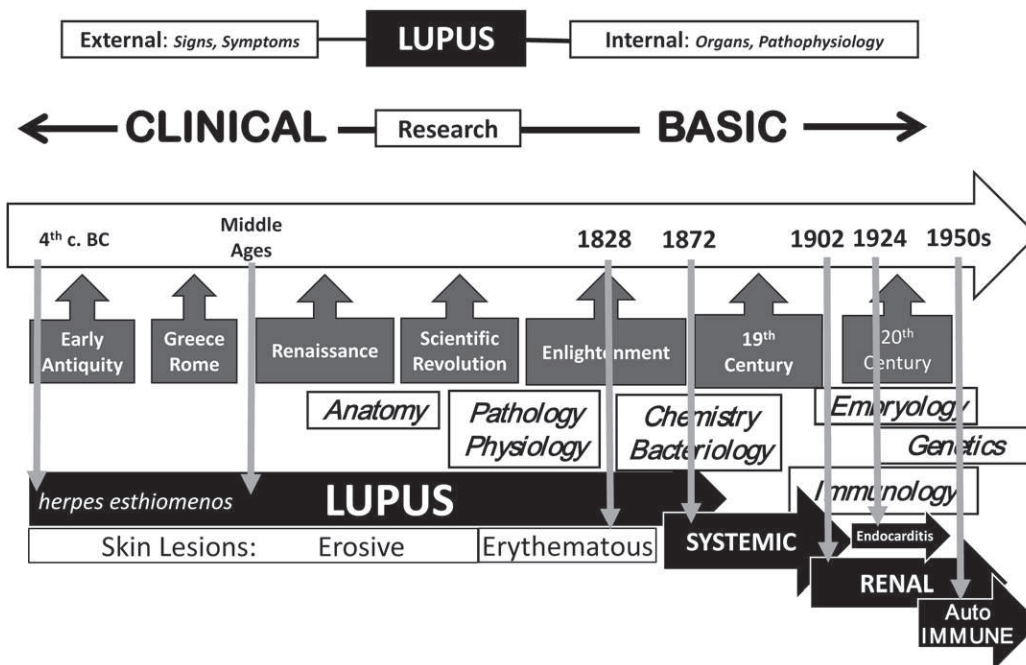 External: Signs, Symptoms
LUPUS
Internal: Organs, Pathophysiology
CLINICAL
Research
BASIC
4th c. BC
Middle
Ages
1828
1872
1902
1924
1950s
Early
Antiquity
Greece
Rome
Renaissance
Scientific
Revolution
Enlightenment
19th
Century
20th
Century
Anatomy
Pathology
Physiology
Chemistry
Bacteriology
Embryology
Genetics
Immunology
herpes esthiomenos
LUPUS
Skin Lesions:
Erosive
Erythematous
SYSTEMIC
Endocarditis
RENAL
Auto
IMMUNE